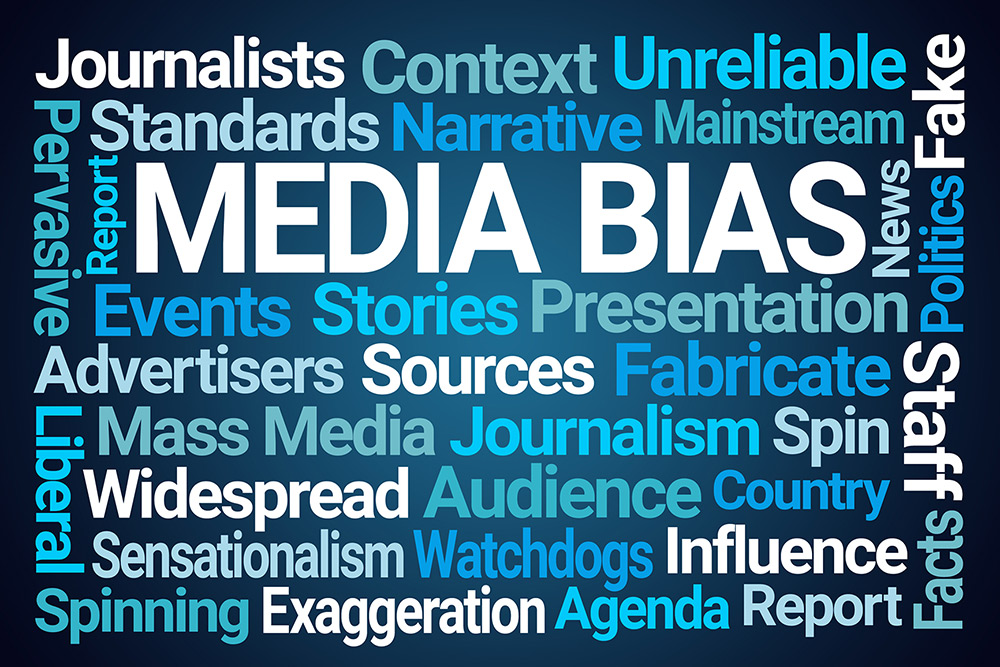 Journalists Context Unreliable
Fake
Pervasive
Standards Narrative Mainstream
Report
MEDIA BIAS
News
Politics
Events Stories Presentation
Advertisers Sources Fabricate
Staff
Liberal
Mass Media Journalism Spin
Widespread Audience Country
Sensationalism Watchdogs Influence
Facts
Spinning Exaggeration Agenda Report